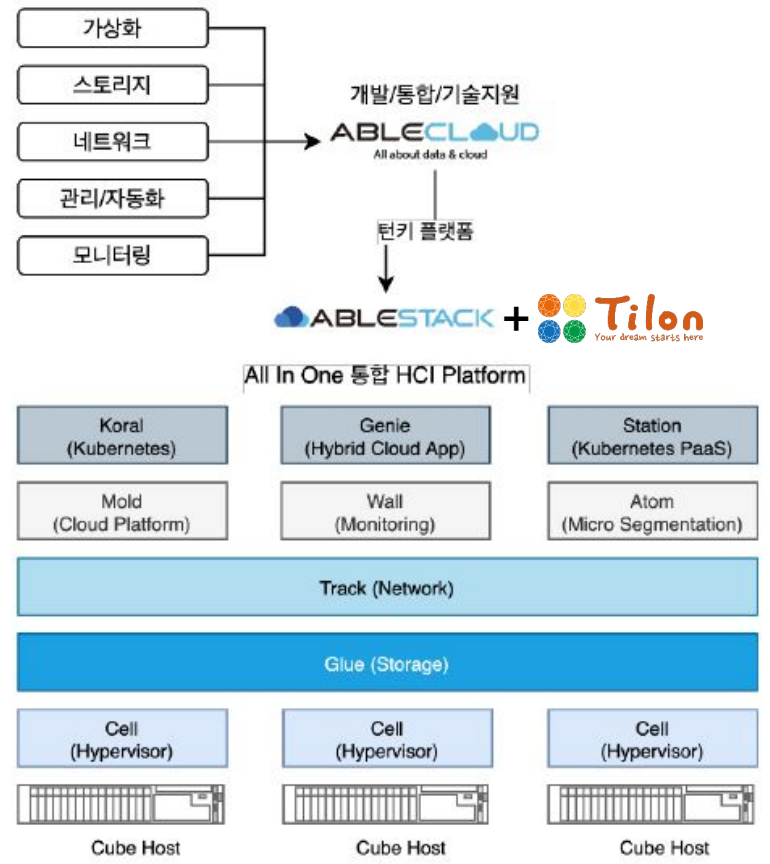 가상화
스토리지
네트워크
관리/자동화
모니터링
개발/통합/기술지원
ABLECLOUD
All about data & cloud
턴키 플랫폼
ABLESTACK + Tilon
Your dream starts here
All In One 통합 HCI Platform
Koral
(Kubernetes)
Genie
(Hybrid Cloud App)
Station
(Kubernetes PaaS)
Mold
(Cloud Platform)
Wall
(Monitoring)
Atom
(Micro Segmentation)
Track (Network)
Glue (Storage)
Cell
(Hypervisor)
Cell
(Hypervisor)
Cell
(Hypervisor)
Cube Host
Cube Host
Cube Host